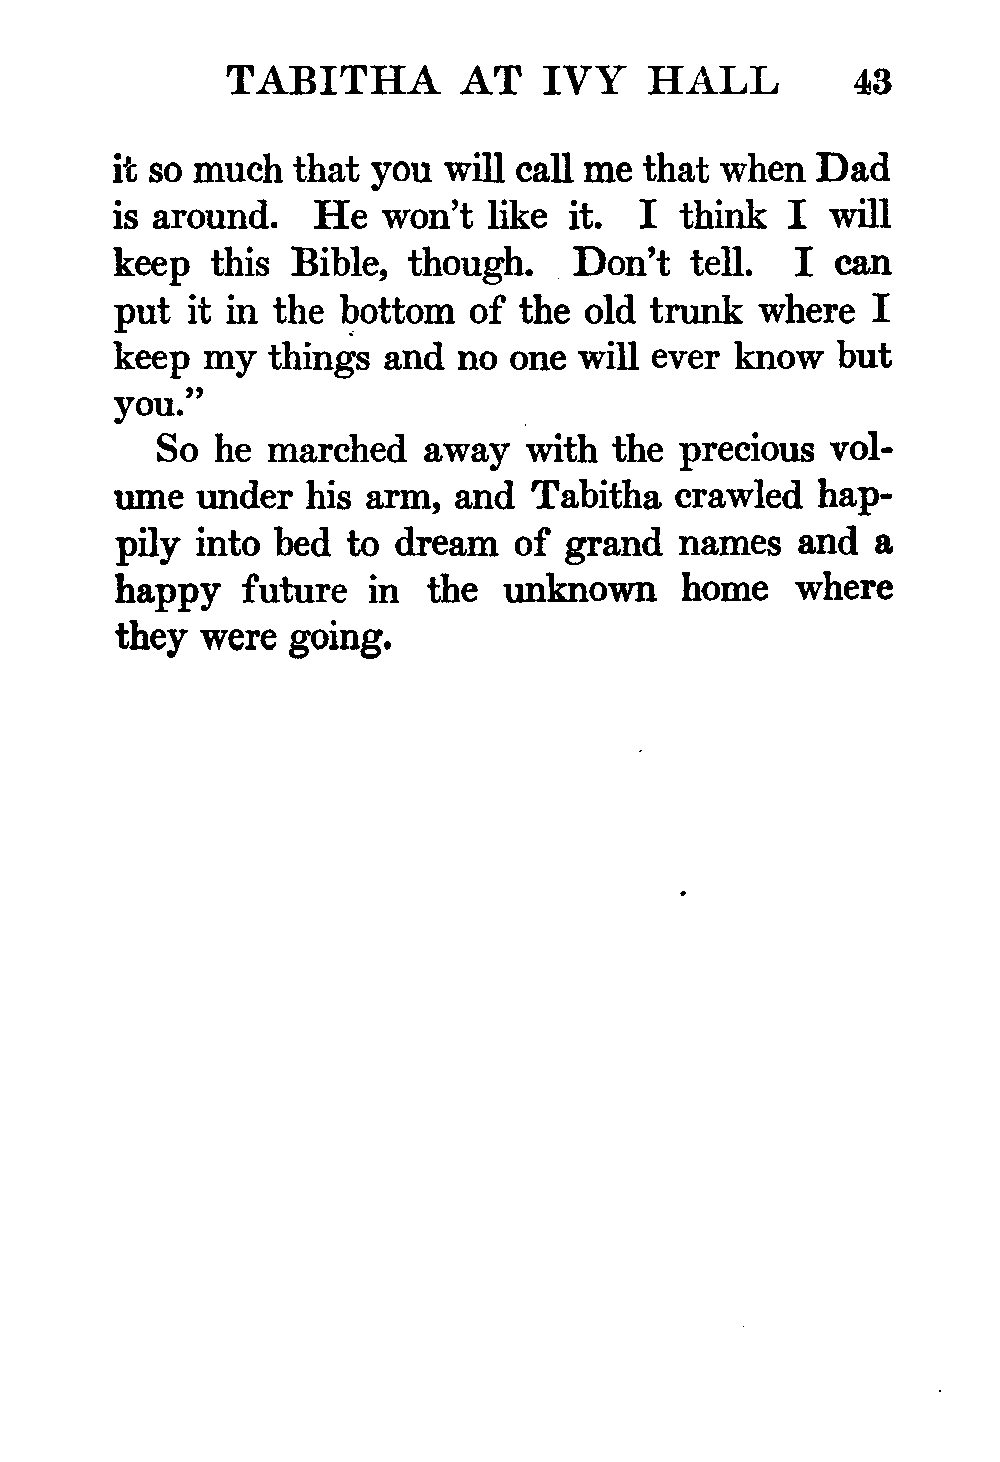 TABITHA AT IVY HALL 43
it so much that you will call me that when Dad
is around. He won't like it. I think I will
keep this Bible, though. Don't tell. I can
put it in the bottom of the old trunk where I
keep my things and no one will ever know but
you."
So he marched away with the precious vol-
ume under his arm, and Tabitha crawled hap-
pily into bed to dream of grand names and a
happy future in the unknown home where
they were going.